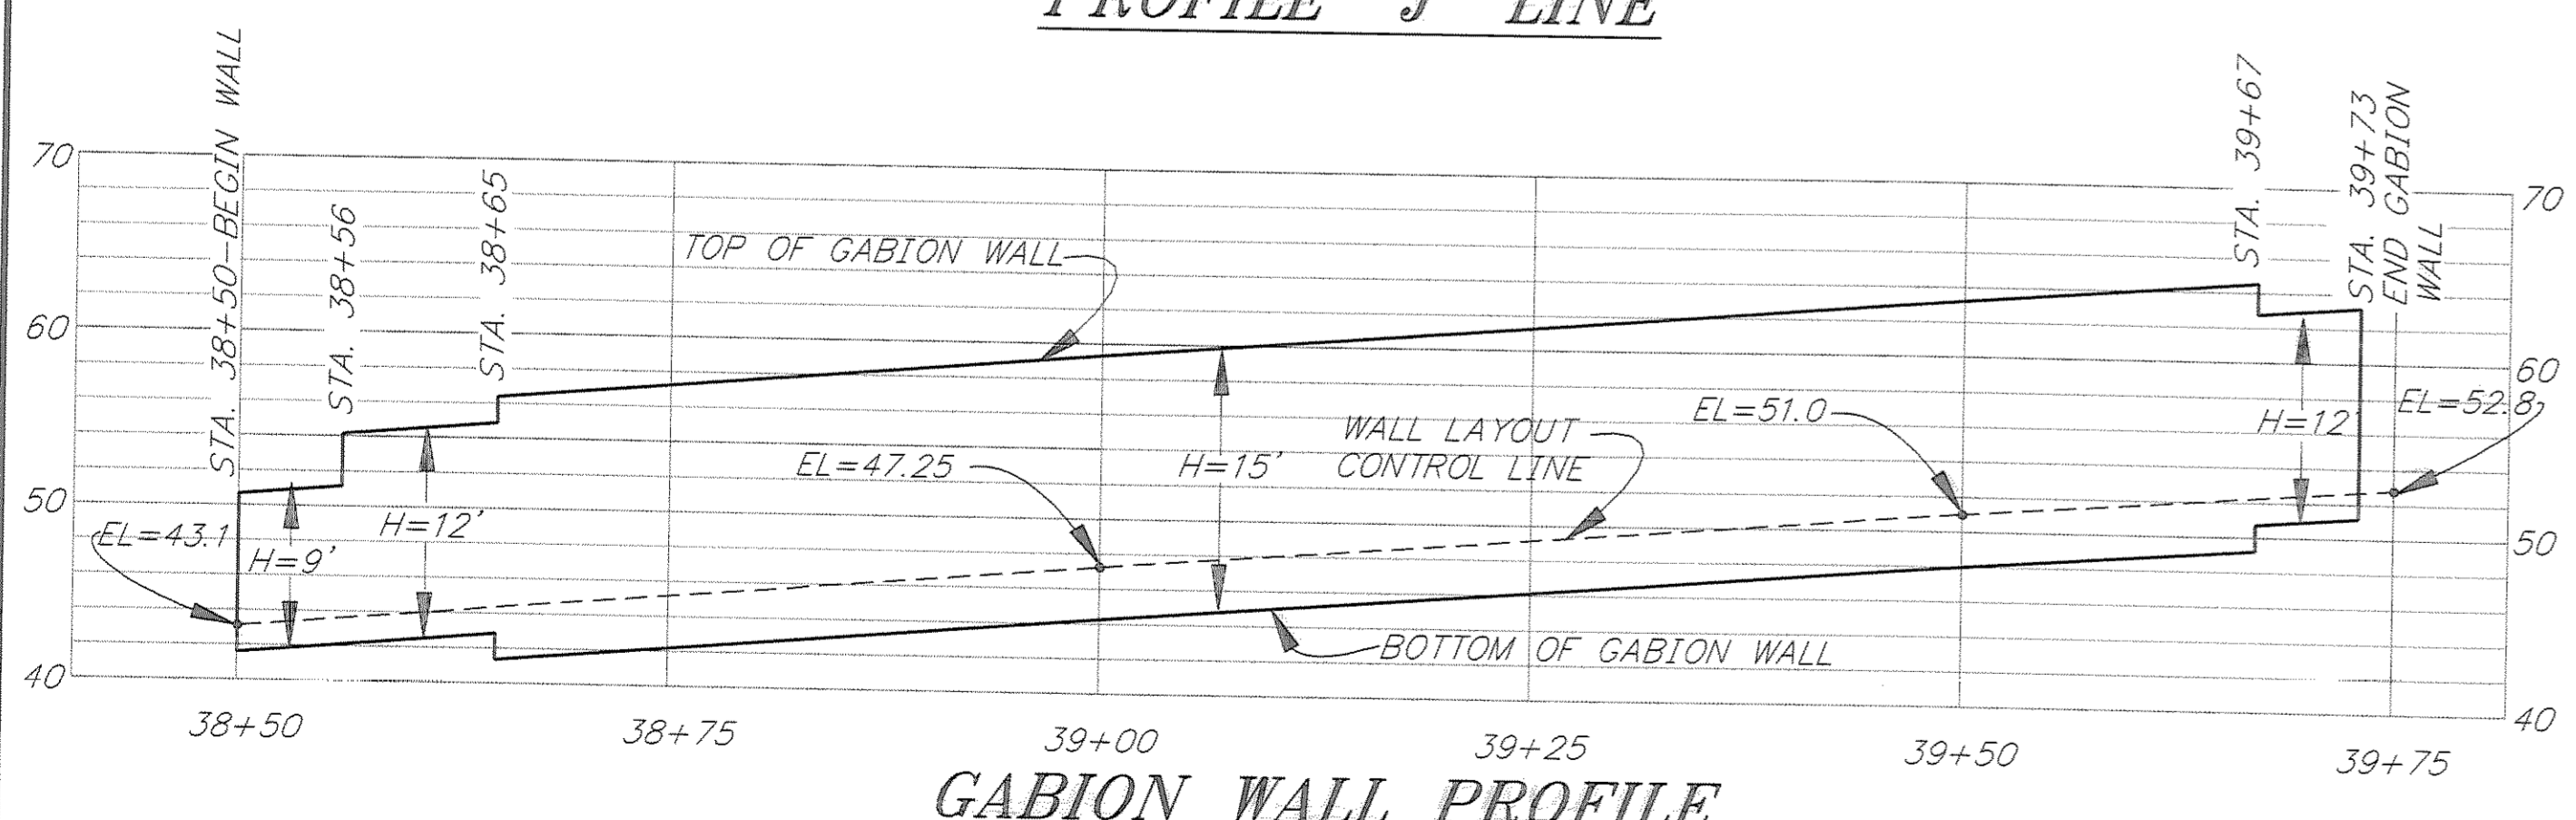 PROFILE "J" LINE
STA. 38+50-BEGIN WALL
STA. 38+56
STA. 38+65
STA. 39+67
STA. 39+73
END GABION
WALL
70
70
TOP OF GABION WALL
60
60
EL=51.0
EL=52.8
WALL LAYOUT
CONTROL LINE
H=12'
EL=47.25
H=15'
50
50
EL=43.1
H=12'
H=9'
BOTTOM OF GABION WALL
40
40
38+50
38+75
39+00
39+25
39+50
39+75
GABION WALL PROFILE